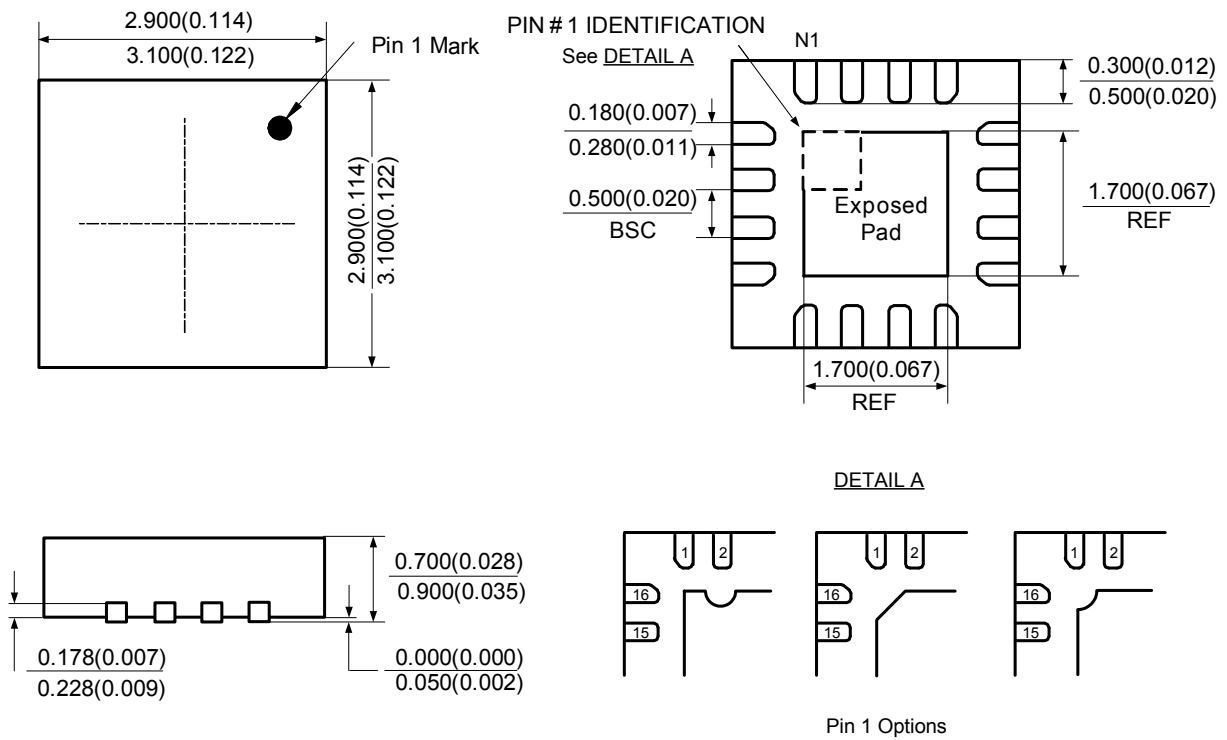 2.900(0.114)
3.100(0.122)
Pin 1 Mark
2.900(0.114)
3.100(0.122)
PIN # 1 IDENTIFICATION
See DETAIL A
N1
0.300(0.012)
0.500(0.020)
0.180(0.007)
0.280(0.011)
0.500(0.020)
BSC
Exposed
Pad
1.700(0.067)
REF
1.700(0.067)
REF
0.700(0.028)
0.900(0.035)
0.178(0.007)
0.228(0.009)
0.000(0.000)
0.050(0.002)
DETAIL A
1 2
16
15
1 2
16
15
1 2
16
15
Pin 1 Options